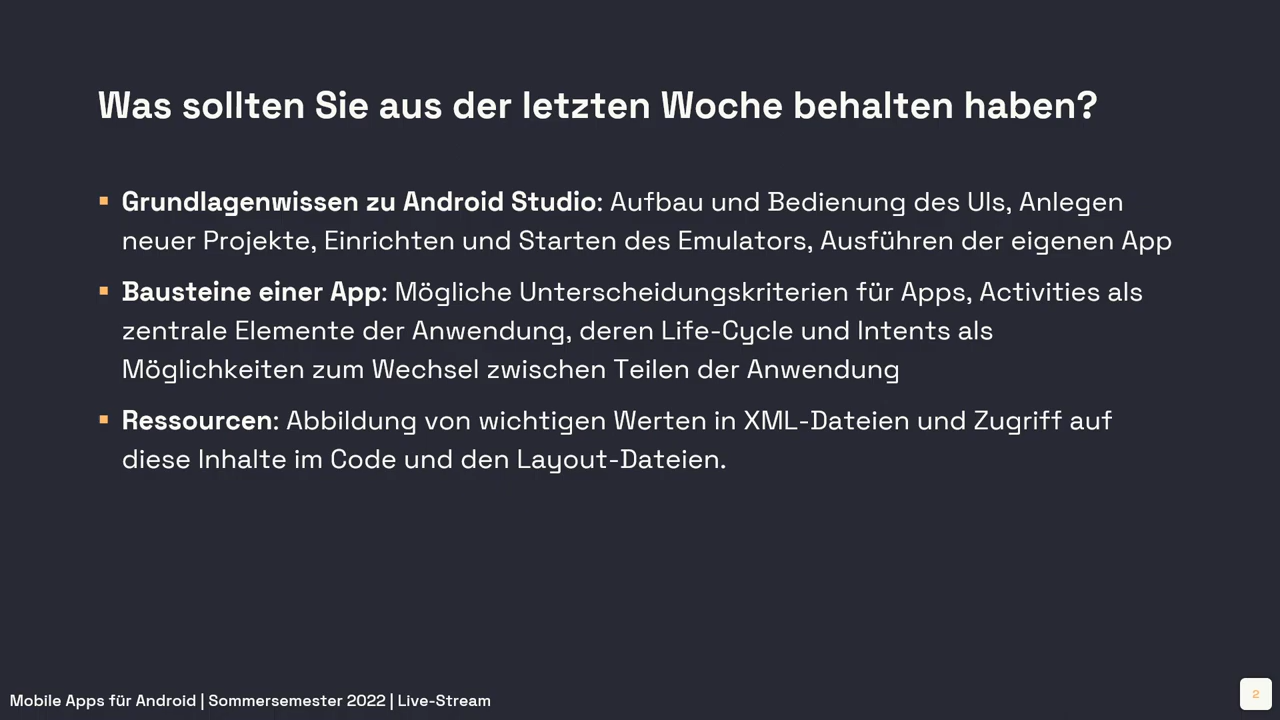 Was sollten Sie aus der letzten Woche behalten haben?
▪ Grundlagenwissen zu Android Studio: Aufbau und Bedienung des UIs, Anlegen
neuer Projekte, Einrichten und Starten des Emulators, Ausführen der eigenen App
▪ Bausteine einer App: Mögliche Unterscheidungskriterien für Apps, Activities als
zentrale Elemente der Anwendung, deren Life-Cycle und Intents als
Möglichkeiten zum Wechsel zwischen Teilen der Anwendung
▪ Ressourcen: Abbildung von wichtigen Werten in XML-Dateien und Zugriff auf
diese Inhalte im Code und den Layout-Dateien.
Mobile Apps für Android | Sommersemester 2022 | Live-Stream
2